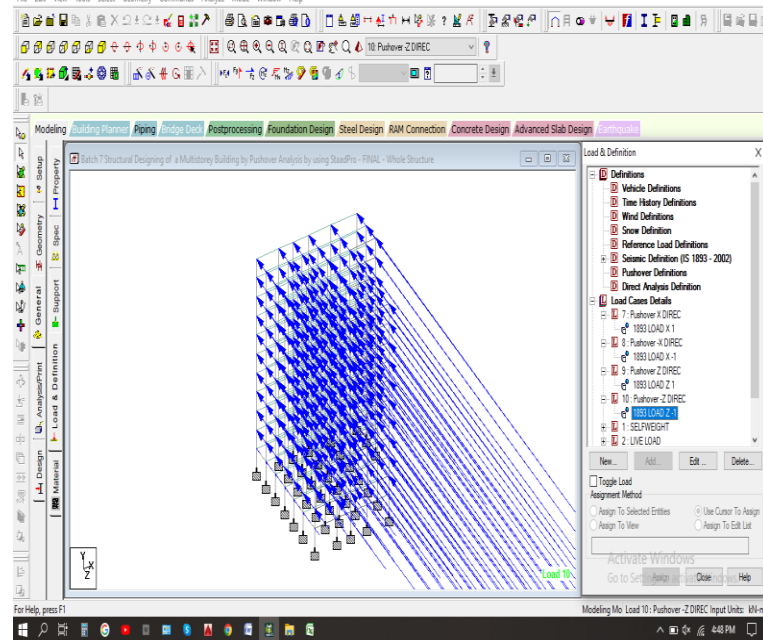 10: Pushover Z DIREC
Modeling Building Planner Piping Bridge Deck Postprocessing Foundation Design Steel Design RAM Connection Concrete Design Advanced Slab Design Earthquake
Batch 7 Structural Designing of a Multistorey Building by Pushover Analysis by using StaadPro - FINAL - Whole Structure
Setup
Geometry
General
Analysis/Print
Design
Property
Spec
Support
Load & Definition
Material
Y
X
Z
Load 10
Load & Definition X
Definitions
Vehicle Definitions
Time History Definitions
Wind Definitions
Snow Definition
Reference Load Definitions
Seismic Definition (IS 1893 - 2002)
Pushover Definitions
Direct Analysis Definition
Load Cases Details
7 : Pushover X DIREC
1893 LOAD X 1
8 : Pushover -X DIREC
1893 LOAD X -1
9 : Pushover Z DIREC
1893 LOAD Z 1
10 : Pushover -Z DIREC
1893 LOAD Z -1
1 : SELFWEIGHT
2 : LIVE LOAD
New... Add... Edit ... Delete...
Toggle Load
Assignment Method
Assign To Selected Entities Use Cursor To Assign
Assign To View Assign To Edit List
Activate Windows
Assign Close Help
For Help, press F1
Modeling Mo Load 10 : Pushover -Z DIREC Input Units: kN-m
4:48 PM